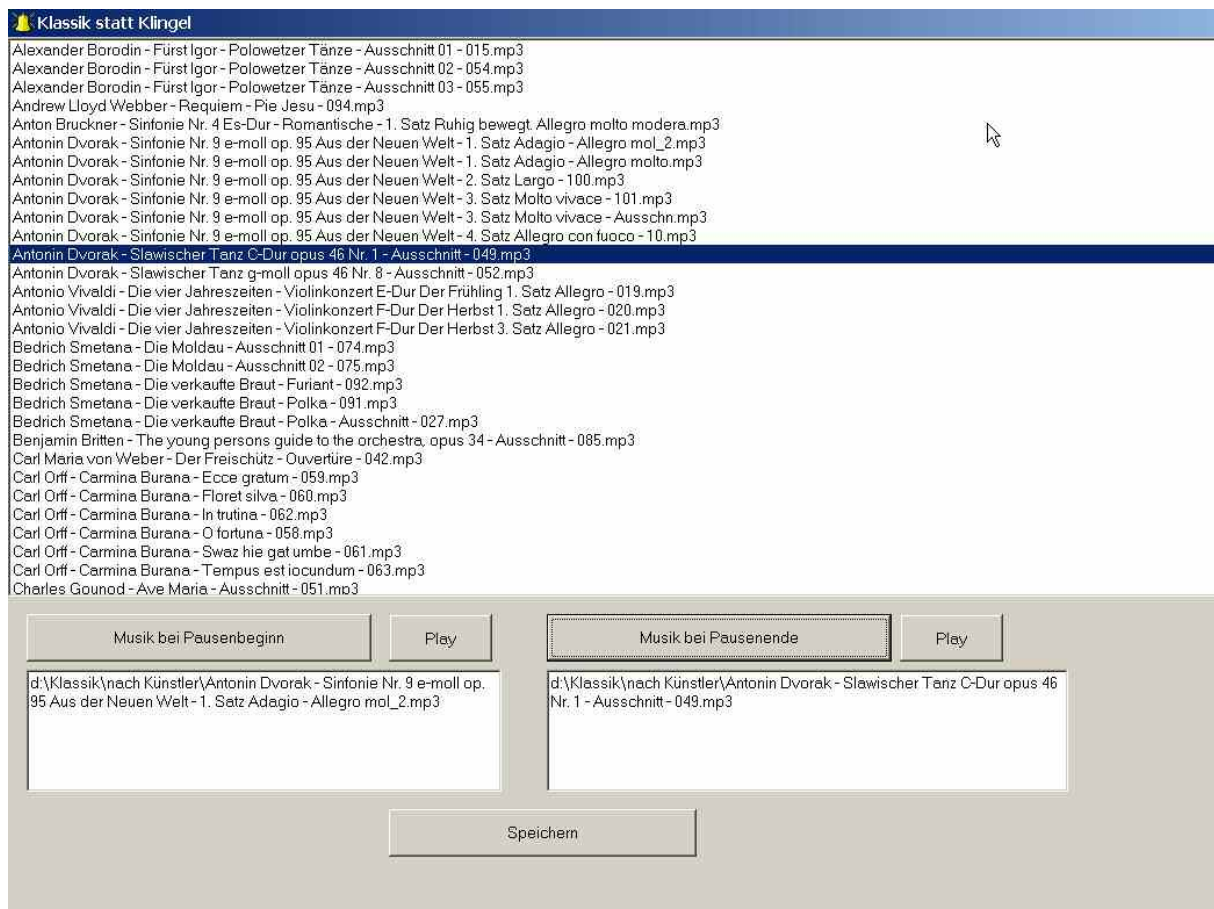 Klassik statt Klingel
Alexander Borodin - Fürst Igor - Polowetzer Tänze - Ausschnitt 01 - 015.mp3
Alexander Borodin - Fürst Igor - Polowetzer Tänze - Ausschnitt 02 - 054.mp3
Alexander Borodin - Fürst Igor - Polowetzer Tänze - Ausschnitt 03 - 055.mp3
Andrew Lloyd Webber - Requiem - Pie Jesu - 094.mp3
Anton Bruckner - Sinfonie Nr. 4 Es-Dur - Romantische - 1. Satz Ruhig bewegt. Allegro molto modera.mp3
Antonin Dvorak - Sinfonie Nr. 9 e-moll op. 95 Aus der Neuen Welt - 1. Satz Adagio - Allegro mol_2.mp3
Antonin Dvorak - Sinfonie Nr. 9 e-moll op. 95 Aus der Neuen Welt - 1. Satz Adagio - Allegro molto.mp3
Antonin Dvorak - Sinfonie Nr. 9 e-moll op. 95 Aus der Neuen Welt - 2. Satz Largo - 100.mp3
Antonin Dvorak - Sinfonie Nr. 9 e-moll op. 95 Aus der Neuen Welt - 3. Satz Molto vivace - 101.mp3
Antonin Dvorak - Sinfonie Nr. 9 e-moll op. 95 Aus der Neuen Welt - 3. Satz Molto vivace - Ausschn.mp3
Antonin Dvorak - Sinfonie Nr. 9 e-moll op. 95 Aus der Neuen Welt - 4. Satz Allegro con fuoco - 10.mp3
Antonin Dvorak - Slawischer Tanz C-Dur opus 46 Nr. 1 - Ausschnitt - 049.mp3
Antonin Dvorak - Slawischer Tanz g-moll opus 46 Nr. 8 - Ausschnitt - 052.mp3
Antonio Vivaldi - Die vier Jahreszeiten - Violinkonzert E-Dur Der Frühling 1. Satz Allegro - 019.mp3
Antonio Vivaldi - Die vier Jahreszeiten - Violinkonzert F-Dur Der Herbst 1. Satz Allegro - 020.mp3
Antonio Vivaldi - Die vier Jahreszeiten - Violinkonzert F-Dur Der Herbst 3. Satz Allegro - 021.mp3
Bedrich Smetana - Die Moldau - Ausschnitt 01 - 074.mp3
Bedrich Smetana - Die Moldau - Ausschnitt 02 - 075.mp3
Bedrich Smetana - Die verkaufte Braut - Furiant - 092.mp3
Bedrich Smetana - Die verkaufte Braut - Polka - 091.mp3
Bedrich Smetana - Die verkaufte Braut - Polka - Ausschnitt - 027.mp3
Benjamin Britten - The young persons guide to the orchestra, opus 34 - Ausschnitt - 085.mp3
Carl Maria von Weber - Der Freischütz - Ouvertüre - 042.mp3
Carl Orff - Carmina Burana - Ecce gratum - 059.mp3
Carl Orff - Carmina Burana - Floret silva - 060.mp3
Carl Orff - Carmina Burana - In trutina - 062.mp3
Carl Orff - Carmina Burana - O fortuna - 058.mp3
Carl Orff - Carmina Burana - Swaz hie gat umbe - 061.mp3
Carl Orff - Carmina Burana - Tempus est iocundum - 063.mp3
Charles Gounod - Ave Maria - Ausschnitt - 051.mp3
Musik bei Pausenbeginn
Play
Musik bei Pausenende
Play
d:\Klassik\nach Künstler\Antonin Dvorak - Sinfonie Nr. 9 e-moll op.
95 Aus der Neuen Welt - 1. Satz Adagio - Allegro mol_2.mp3
d:\Klassik\nach Künstler\Antonin Dvorak - Slawischer Tanz C-Dur opus 46
Nr. 1 - Ausschnitt - 049.mp3
Speichern